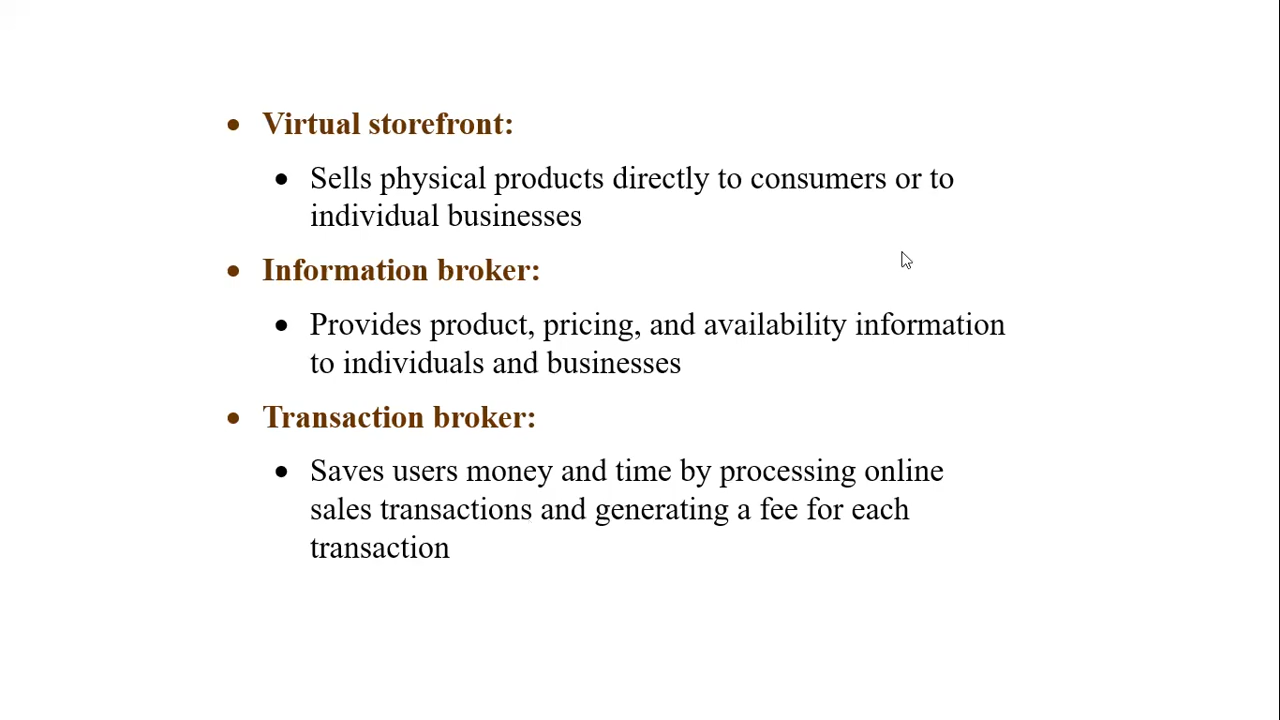 • Virtual storefront:
• Sells physical products directly to consumers or to
individual businesses
• Information broker:
• Provides product, pricing, and availability information
to individuals and businesses
• Transaction broker:
• Saves users money and time by processing online
sales transactions and generating a fee for each
transaction